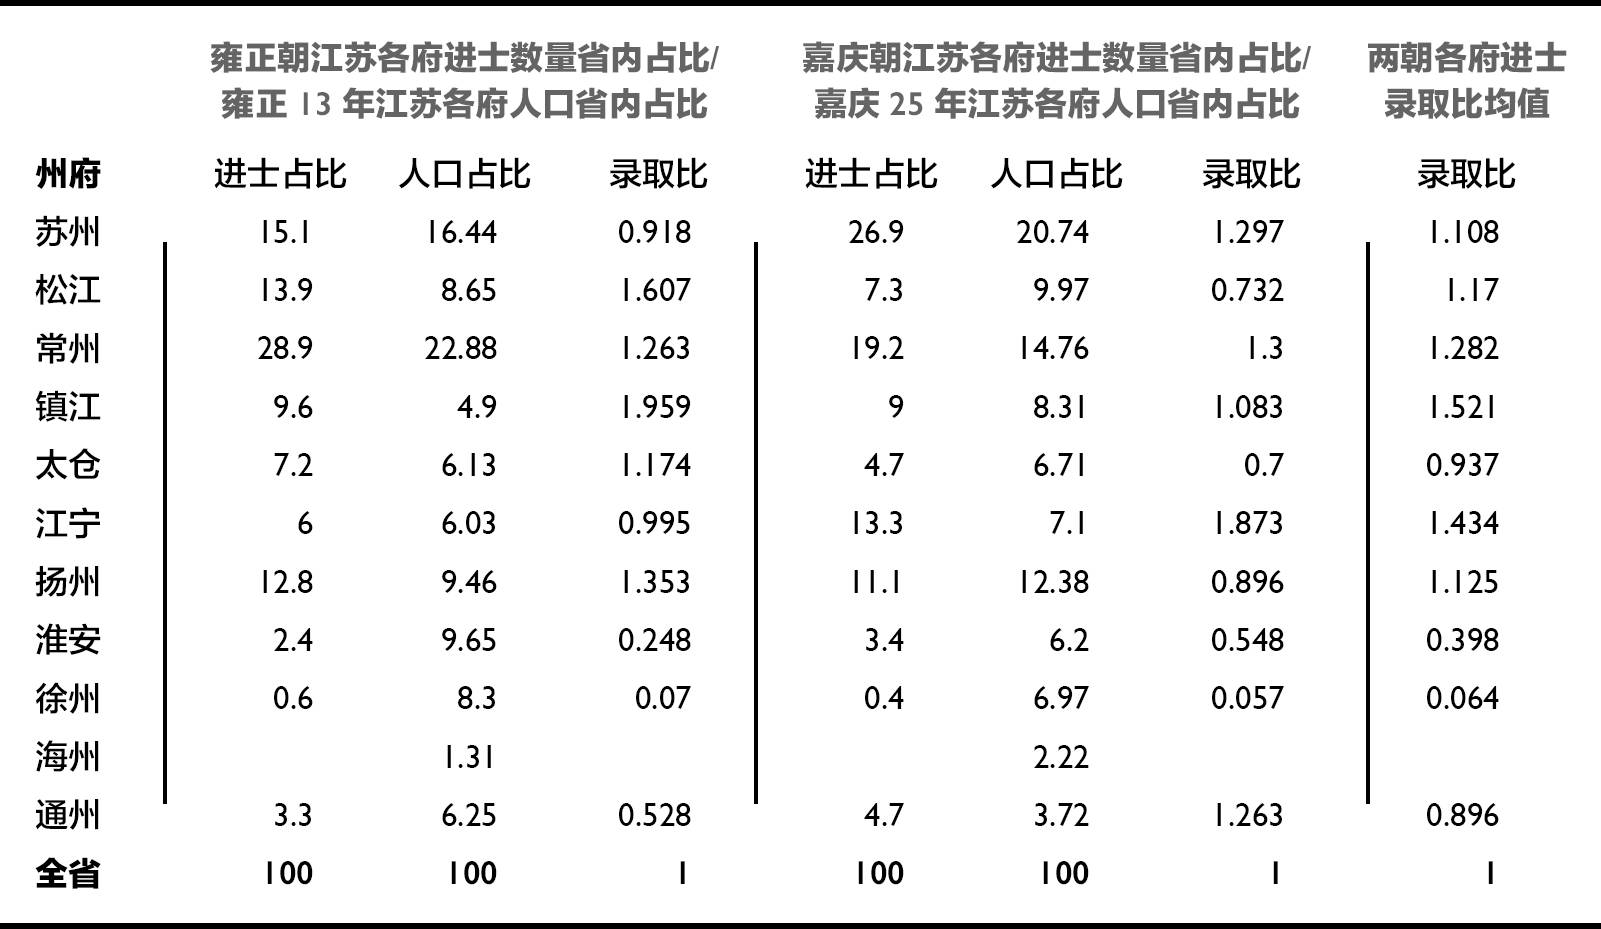 雍正朝江苏各府进士数量省内占比/ 嘉庆朝江苏各府进士数量省内占比/ 两朝各府进士
雍正 13 年江苏各府人口省内占比 嘉庆 25 年江苏各府人口省内占比 录取比均值
州府 进士占比 人口占比 录取比 进士占比 人口占比 录取比 录取比
苏州 15.1 16.44 0.918 26.9 20.74 1.297 1.108
松江 13.9 8.65 1.607 7.3 9.97 0.732 1.17
常州 28.9 22.88 1.263 19.2 14.76 1.3 1.282
镇江 9.6 4.9 1.959 9 8.31 1.083 1.521
太仓 7.2 6.13 1.174 4.7 6.71 0.7 0.937
江宁 6 6.03 0.995 13.3 7.1 1.873 1.434
扬州 12.8 9.46 1.353 11.1 12.38 0.896 1.125
淮安 2.4 9.65 0.248 3.4 6.2 0.548 0.398
徐州 0.6 8.3 0.07 0.4 6.97 0.057 0.064
海州 1.31 2.22
通州 3.3 6.25 0.528 4.7 3.72 1.263 0.896
全省 100 100 1 100 100 1 1